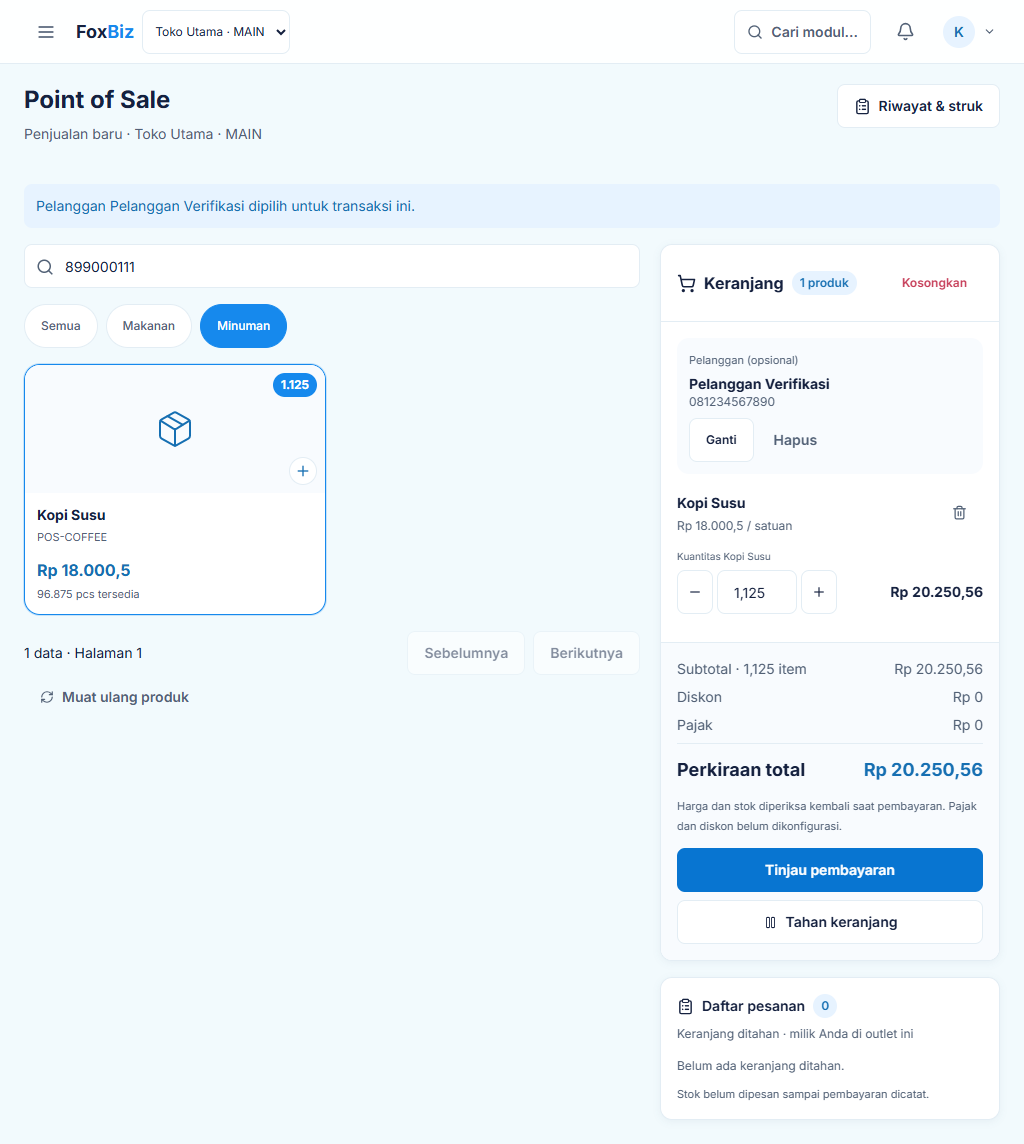 FoxBiz
Toko Utama · MAIN
Cari modul...
K
Point of Sale
Penjualan baru · Toko Utama · MAIN
Riwayat & struk
Pelanggan Pelanggan Verifikasi dipilih untuk transaksi ini.
899000111
Semua
Makanan
Minuman
1.125
Kopi Susu
POS-COFFEE
Rp 18.000,5
96.875 pcs tersedia
1 data · Halaman 1
Sebelumnya
Berikutnya
Muat ulang produk
Keranjang
1 produk
Kosongkan
Pelanggan (opsional)
Pelanggan Verifikasi
081234567890
Ganti
Hapus
Kopi Susu
Rp 18.000,5 / satuan
Kuantitas Kopi Susu
− 1,125 +
Rp 20.250,56
Subtotal · 1,125 item Rp 20.250,56
Diskon Rp 0
Pajak Rp 0
Perkiraan total Rp 20.250,56
Harga dan stok diperiksa kembali saat pembayaran. Pajak
dan diskon belum dikonfigurasi.
Tinjau pembayaran
Tahan keranjang
Daftar pesanan 0
Keranjang ditahan · milik Anda di outlet ini
Belum ada keranjang ditahan.
Stok belum dipesan sampai pembayaran dicatat.